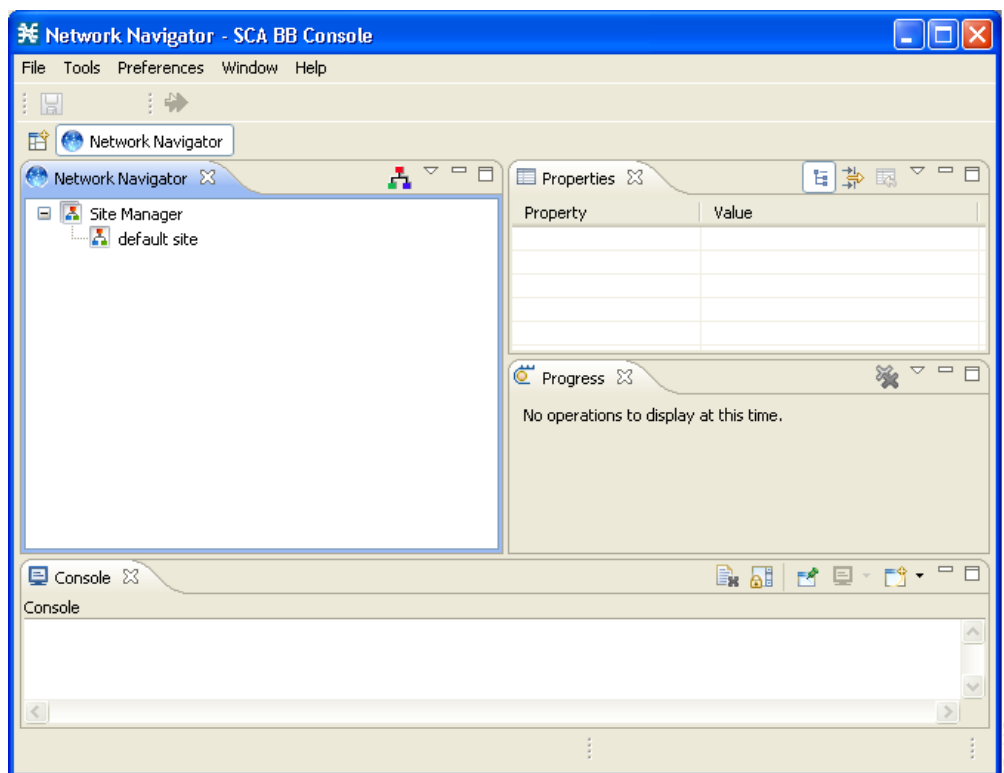 Network Navigator - SCA BB Console
File Tools Preferences Window Help
Network Navigator
Network Navigator
Site Manager
default site
Properties
Property Value
Progress
No operations to display at this time.
Console
Console